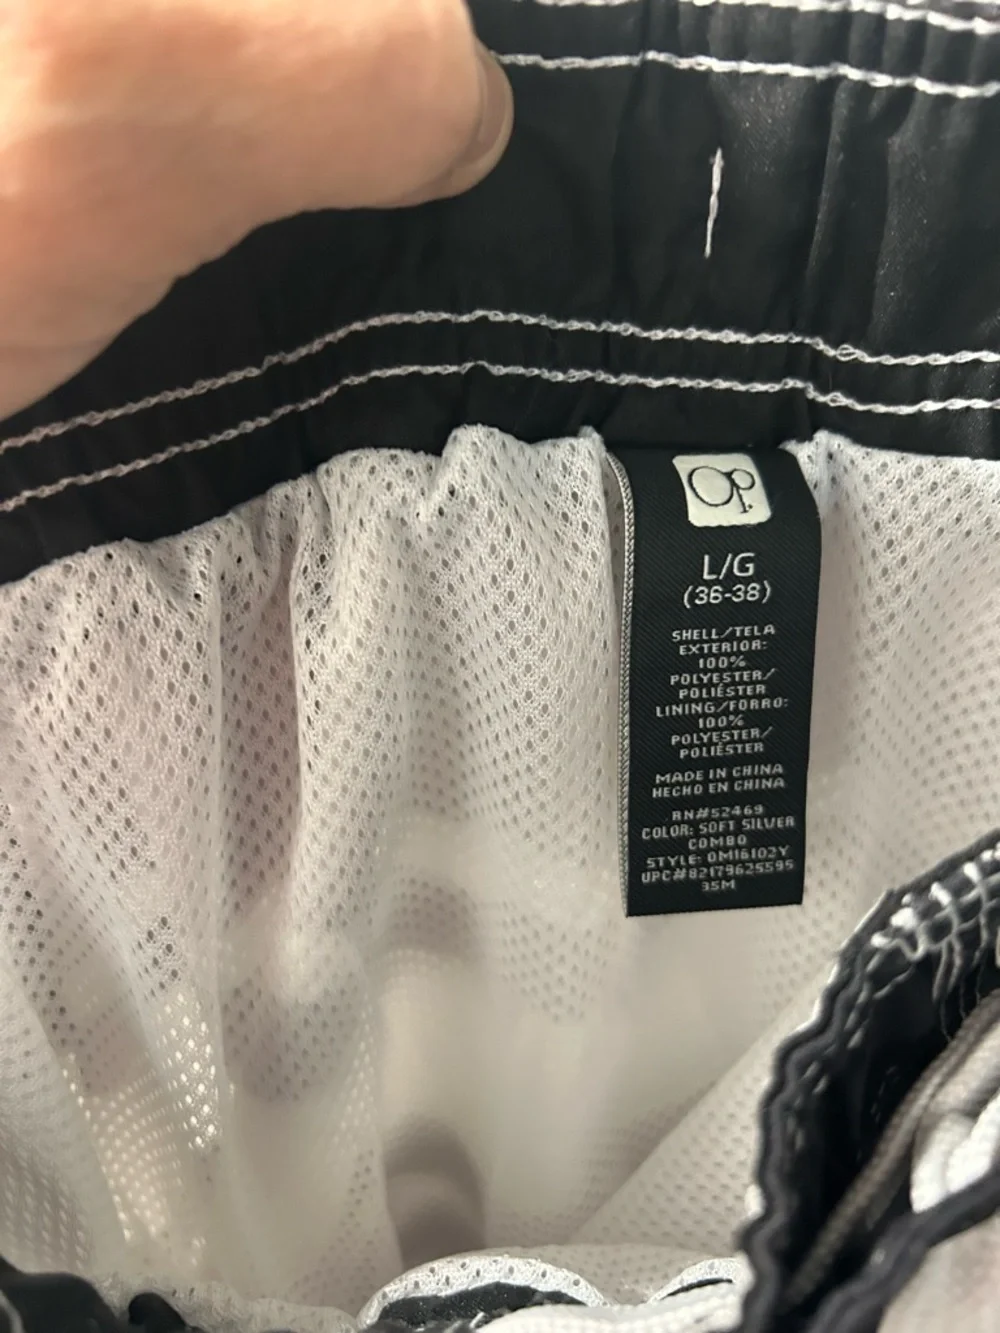 Op.
L/G
(36-38)
SHELL/TELA
EXTERIOR:
100%
POLYESTER/
POLIÉSTER
LINING/FORRO:
100%
POLYESTER/
POLIÉSTER
MADE IN CHINA
HECHO EN CHINA
RN#52469
COLOR: SOFT SILVER
COMBO
STYLE: OM16102Y
UPC#82179625595
35M